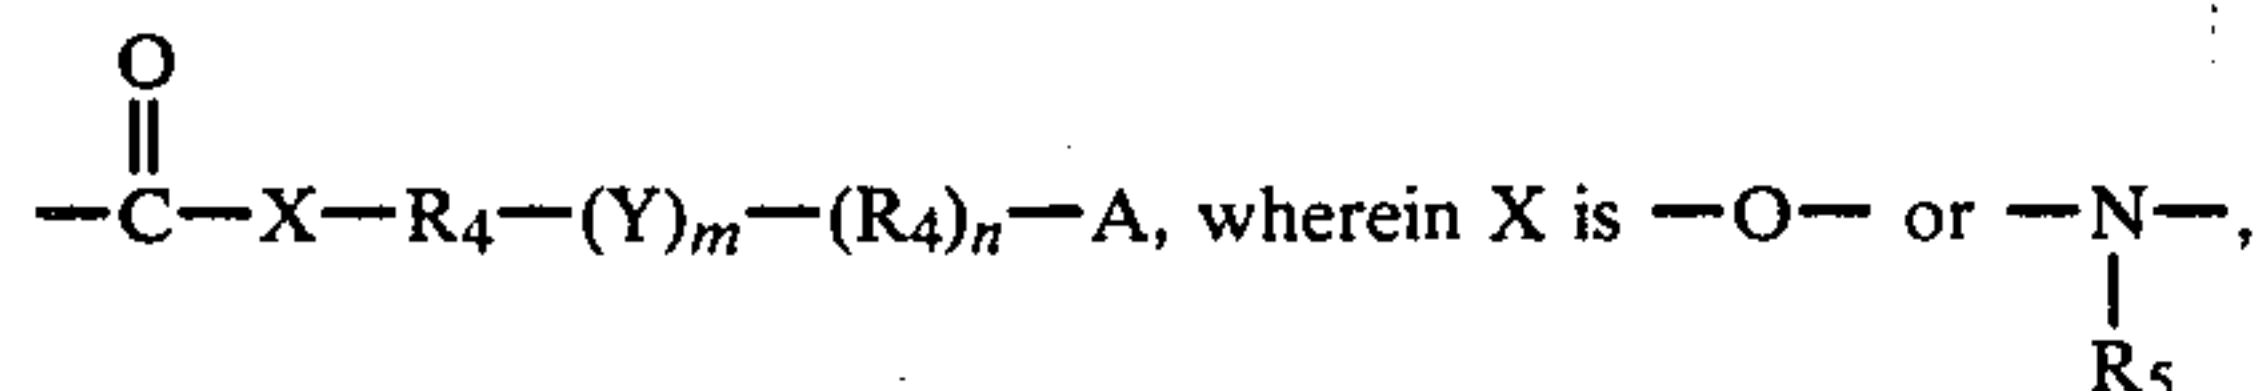 O
—C—X—R4—(Y)m—(R4)n—A, wherein X is —O— or —N—,
R5